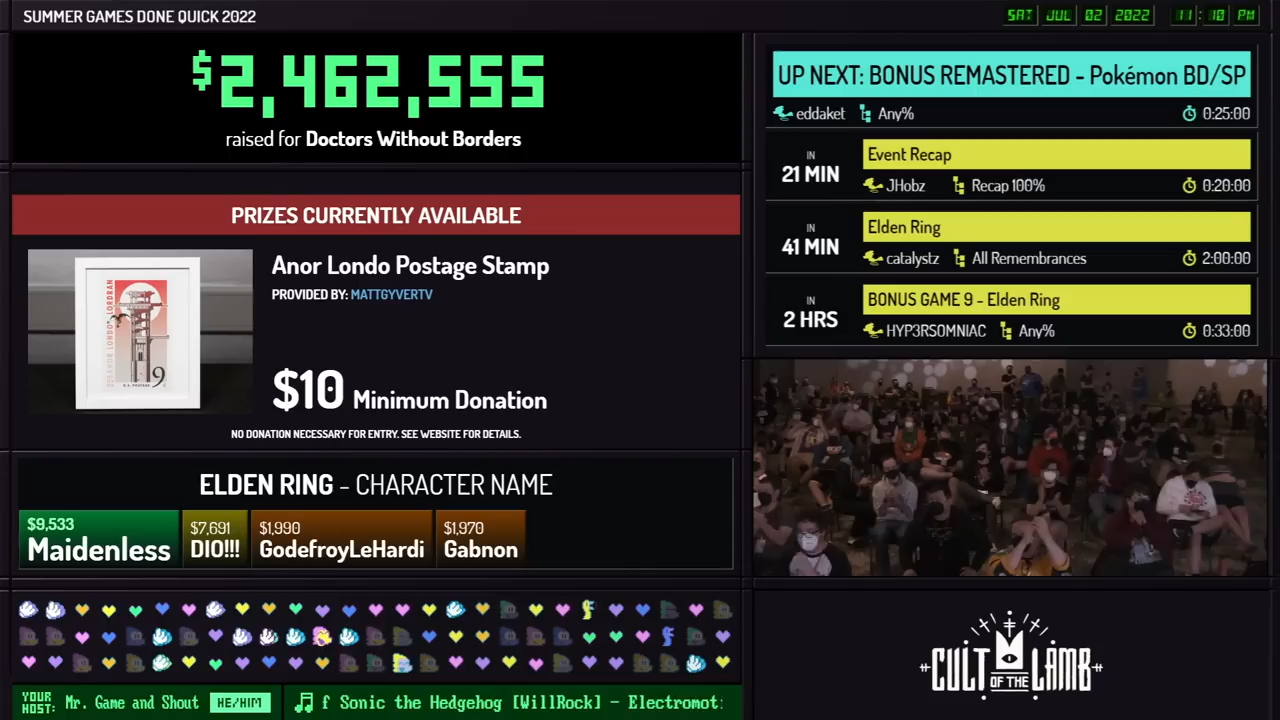 SUMMER GAMES DONE QUICK 2022
SAT JUL 02 2022 11:10 PM
$2,462,555
raised for Doctors Without Borders
PRIZES CURRENTLY AVAILABLE
Anor Londo Postage Stamp
PROVIDED BY: MATTGYVERTV
9
$10 Minimum Donation
NO DONATION NECESSARY FOR ENTRY. SEE WEBSITE FOR DETAILS.
ELDEN RING - CHARACTER NAME
$9,533
Maidenless
$7,691
DIO!!!
$1,990
GodefroyLeHardi
$1,970
Gabnon
YOUR HOST:
Mr. Game and Shout
HE/HIM
f Sonic the Hedgehog [WillRock] - Electromot:
UP NEXT: BONUS REMASTERED - Pokémon BD/SP
eddaket Any% 0:25:00
IN
21 MIN
Event Recap
JHobz Recap 100% 0:20:00
IN
41 MIN
Elden Ring
catalystz All Remembrances 2:00:00
IN
2 HRS
BONUS GAME 9 - Elden Ring
HYP3RSOMNIAC Any% 0:33:00
CULT OF THE LAMB